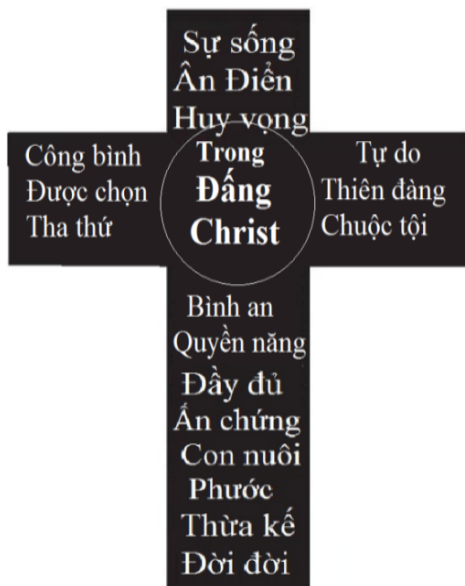 Sự sống
Ân Điển
Huy vọng
Công bình
Được chọn
Tha thứ
Trong
Đấng
Christ
Tự do
Thiên đàng
Chuộc tội
Bình an
Quyền năng
Đầy đủ
Ấn chứng
Con nuôi
Phước
Thừa kế
Đời đời